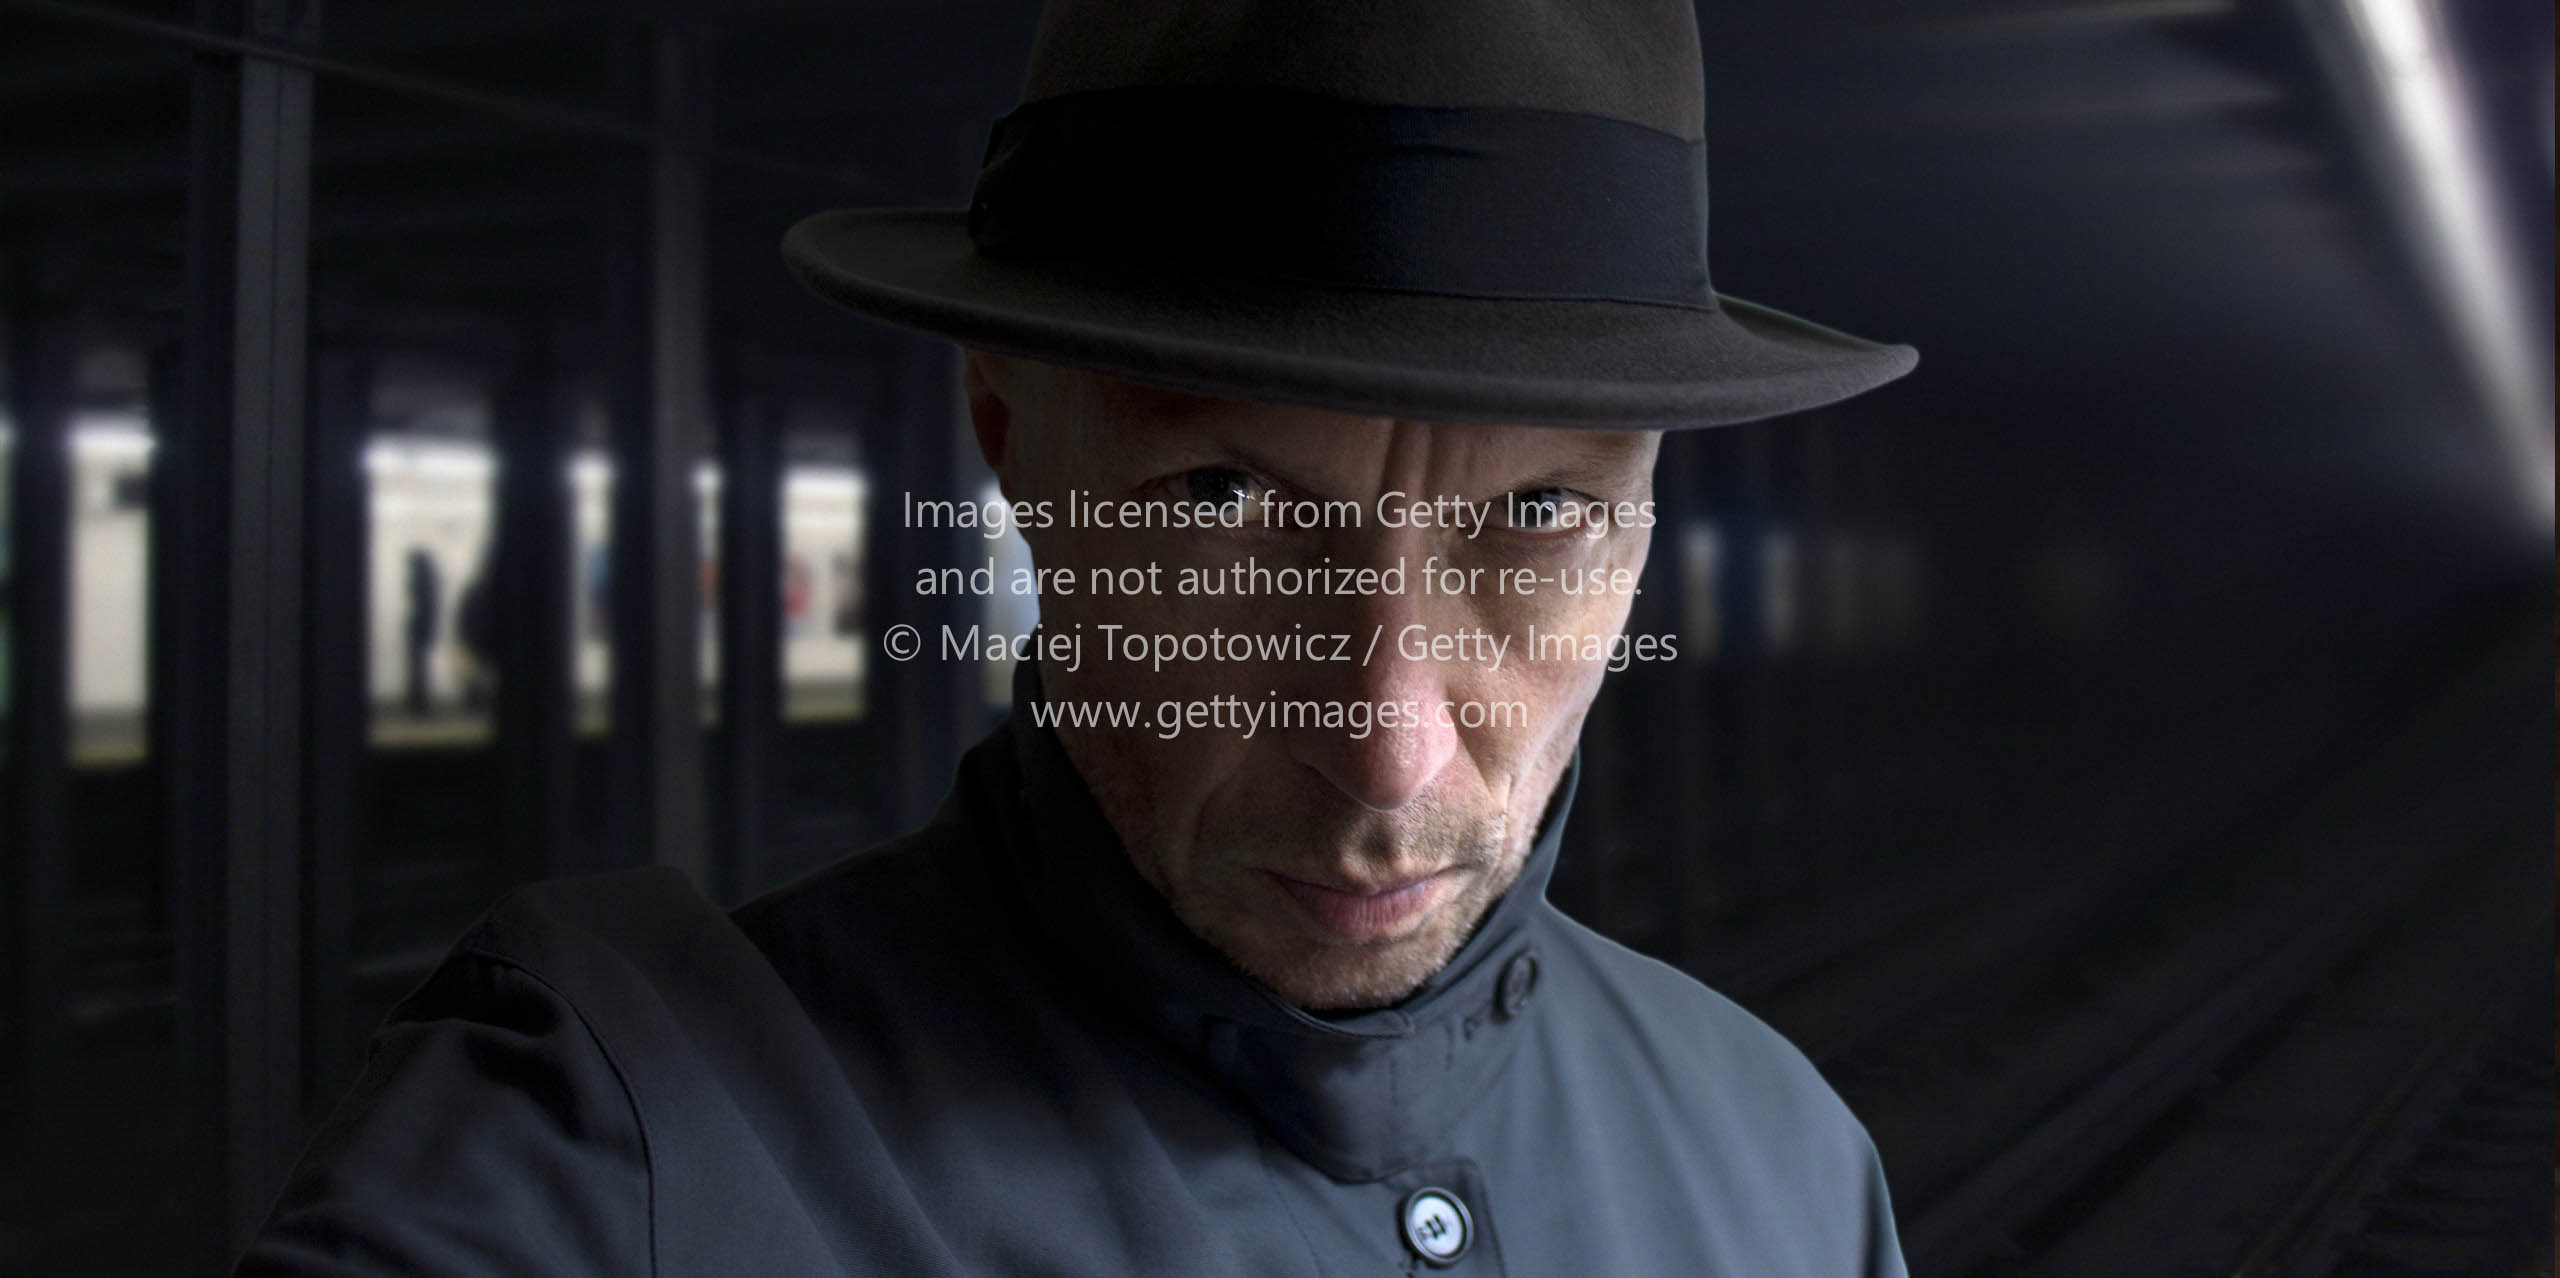 Images licensed from Getty Images
and are not authorized for re-use.
© Maciej Topotowicz / Getty Images
www.gettyimages.com